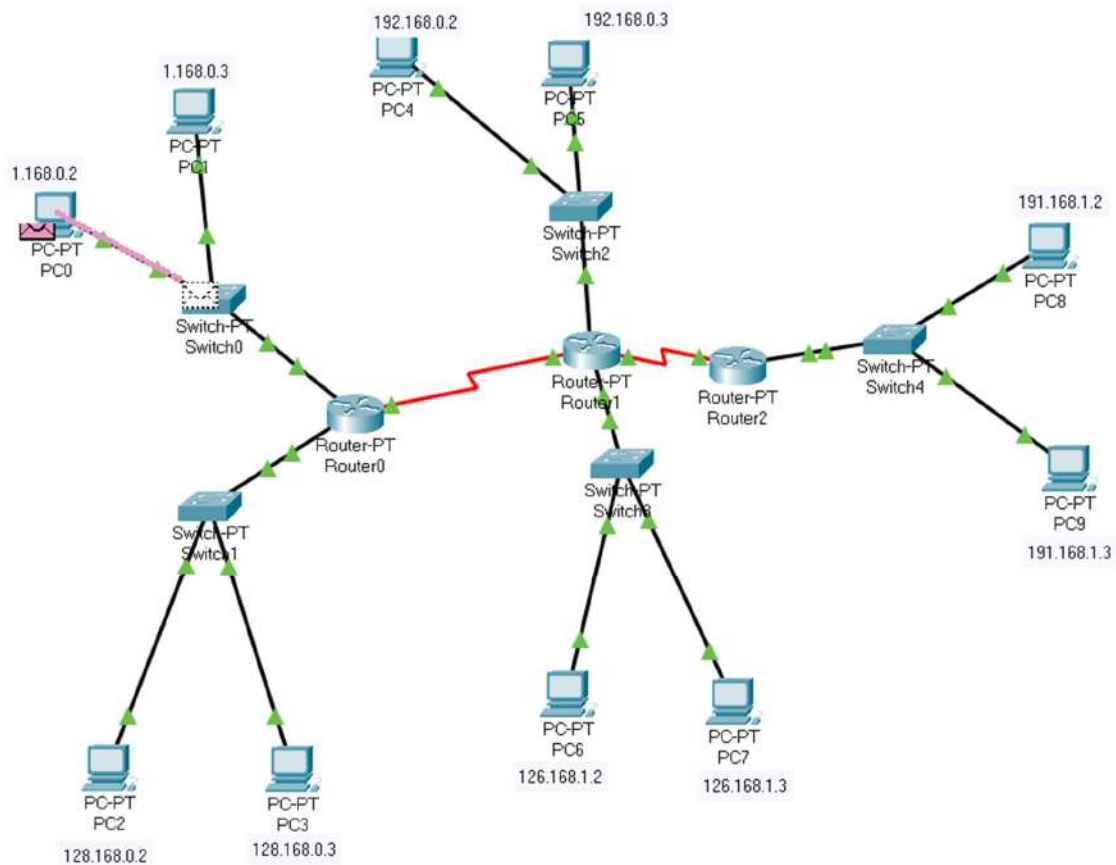 192.168.0.2
192.168.0.3
PC-PT
PC4
PC-PT
PC5
1.168.0.3
PC-PT
PC1
1.168.0.2
PC-PT
PC0
Switch-PT
Switch2
191.168.1.2
PC-PT
PC8
Switch-PT
Switch0
Router-PT
Router1
Router-PT
Router2
Switch-PT
Switch4
Router-PT
Router0
Switch-PT
Switch3
PC-PT
PC9
191.168.1.3
Switch-PT
Switch1
PC-PT
PC6
126.168.1.2
PC-PT
PC7
126.168.1.3
PC-PT
PC2
128.168.0.2
PC-PT
PC3
128.168.0.3